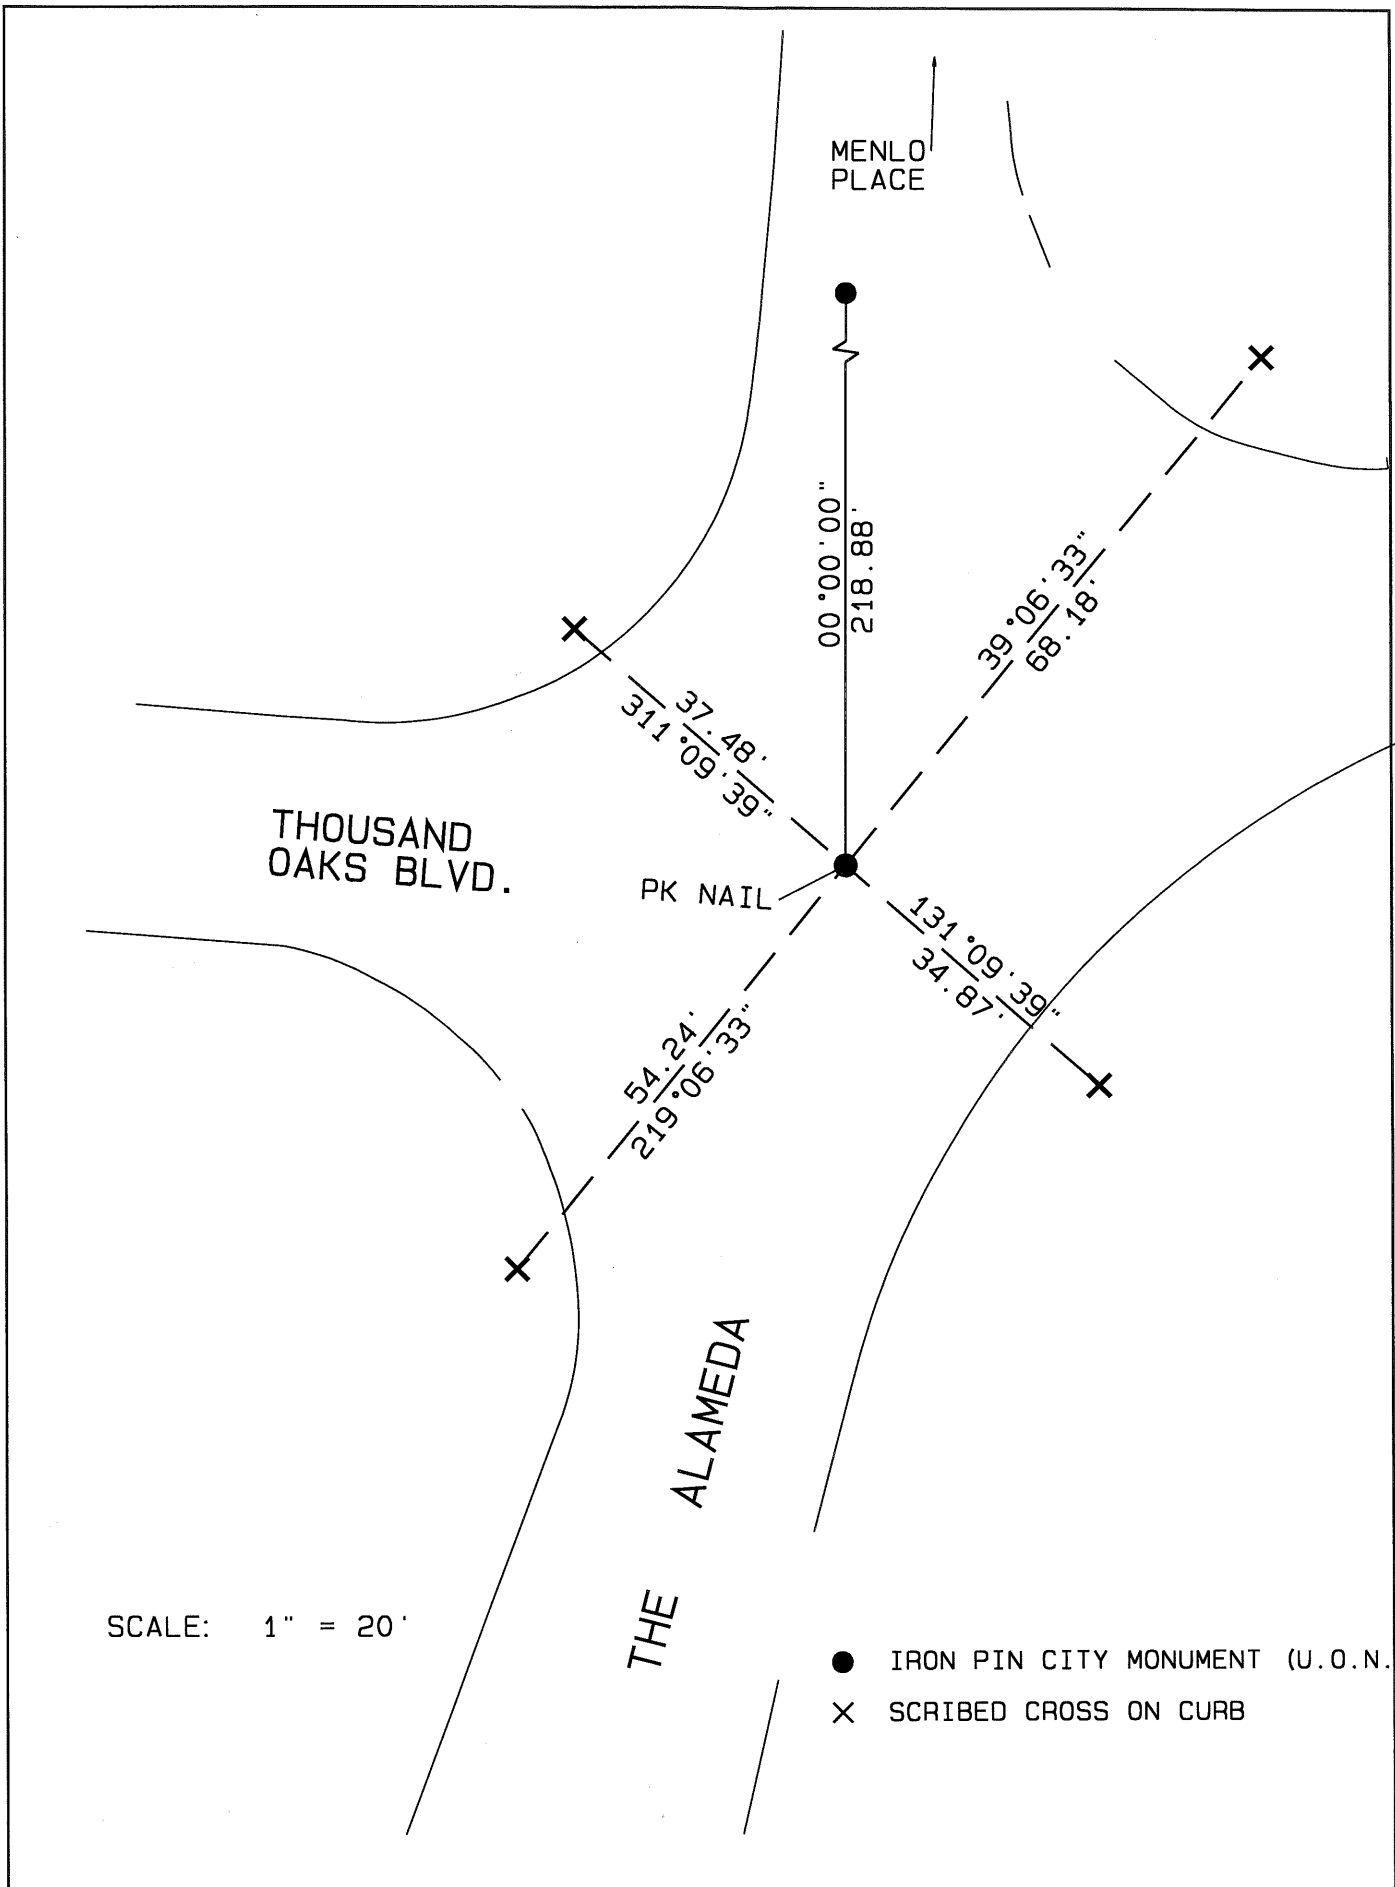 MENLO
PLACE
00°00'00"
218.88'
39°06'33"
68.18'
37.48'
311°09'39"
THOUSAND
OAKS BLVD.
PK NAIL
131°09'39"
34.87'
54.24'
219°06'33"
THE ALAMEDA
SCALE: 1" = 20'
IRON PIN CITY MONUMENT (U.O.N.
SCRIBED CROSS ON CURB